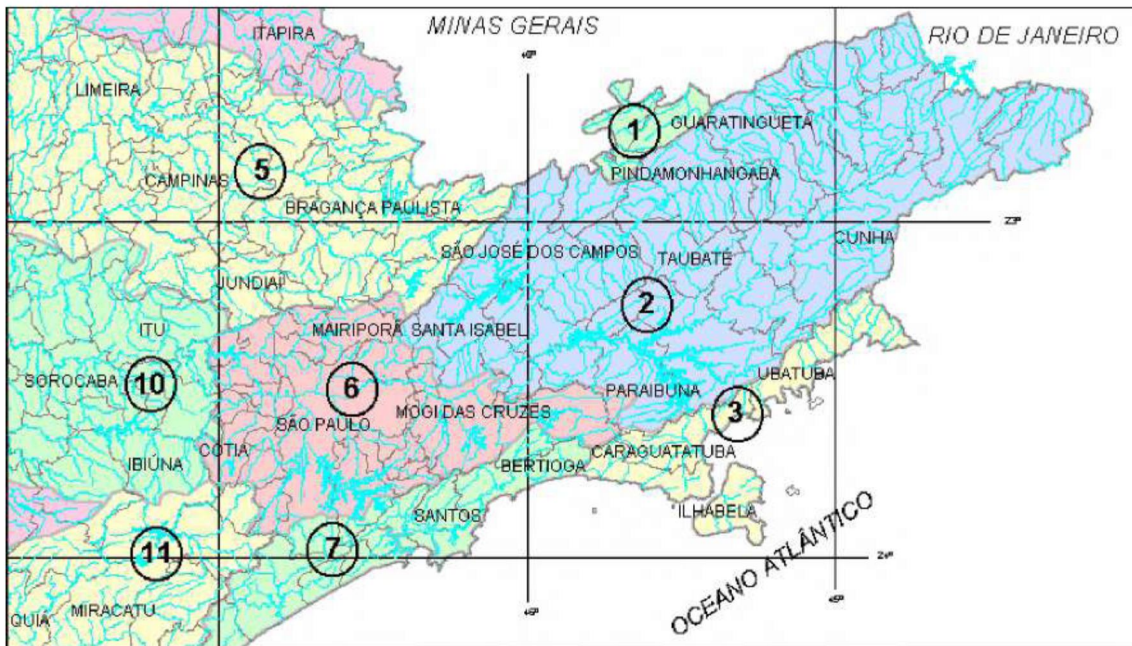 MINAS GERAIS
RIO DE JANEIRO
ITAPIRA
LIMEIRA
1
GUARATINGUETÁ
5
CAMPINAS
PINDAMONHANGABA
BRAGANÇA PAULISTA
23º
CUNHA
SÃO JOSÉ DOS CAMPOS
TAUBATÉ
JUNDIAÍ
2
ITU
MAIRIPORÃ
SANTA ISABEL
UBATUBA
SOROCABA
10
6
PARAIBUNA
MOGI DAS CRUZES
3
SÃO PAULO
COTIA
CARAGUATATUBA
IBIÚNA
BERTIOGA
SANTOS
ILHABELA
7
11
OCEANO ATLÂNTICO
MIRACATU
QUIÁ